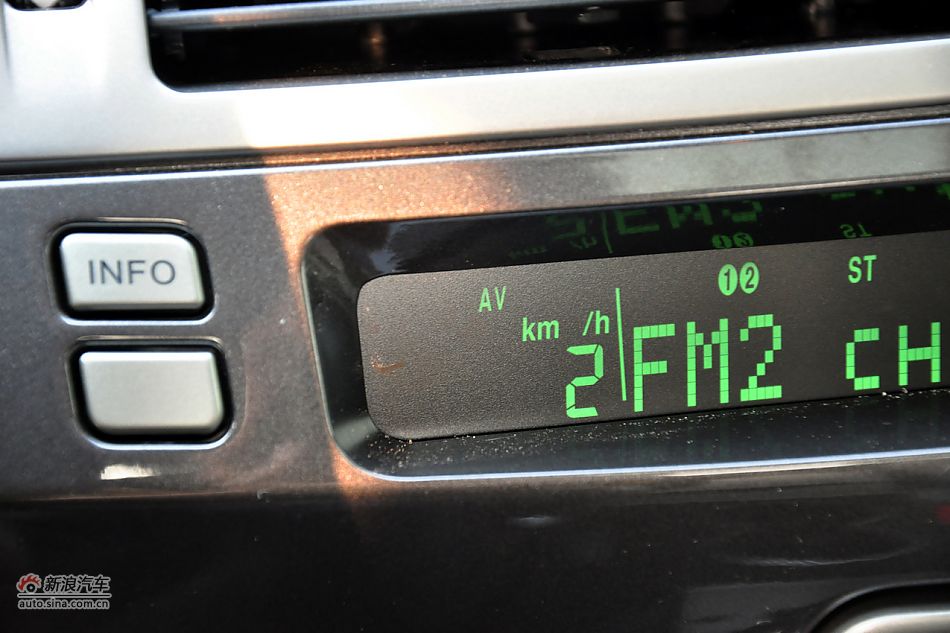 INFO
AV
12
ST
km /h
2
FM2 CH
新浪汽车
auto.sina.com.cn